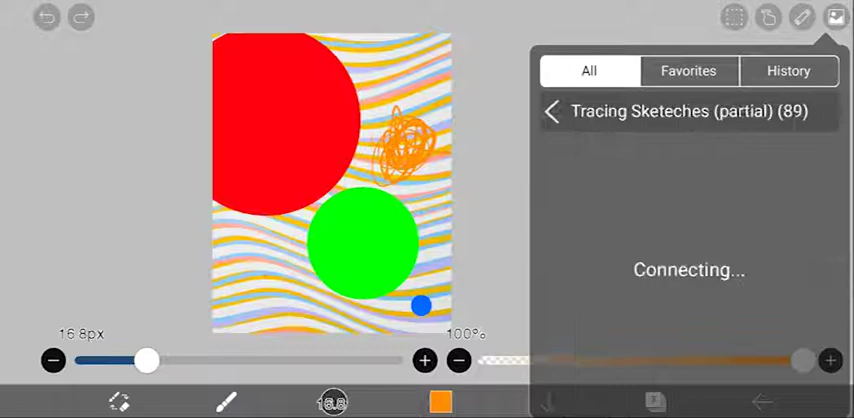 All Favorites History
Tracing Sketeches (partial) (89)
Connecting...
16.8px
100%
16.8